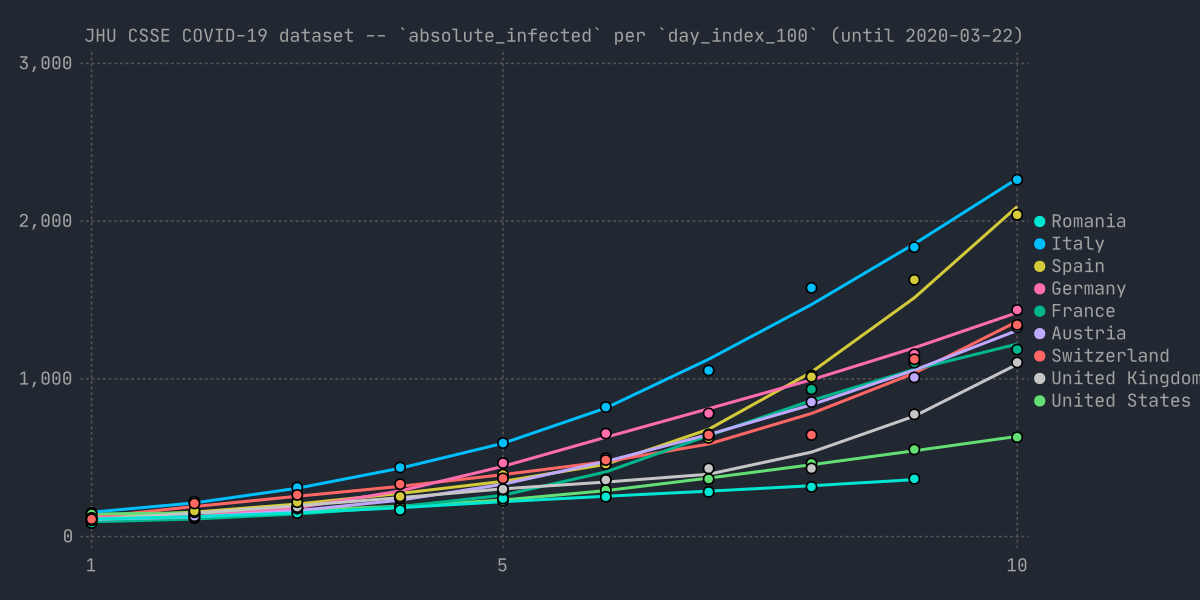 JHU CSSE COVID-19 dataset -- `absolute_infected` per `day_index_100` (until 2020-03-22)
3,000
2,000
1,000
0
1
5
10
Romania
Italy
Spain
Germany
France
Austria
Switzerland
United Kingdom
United States